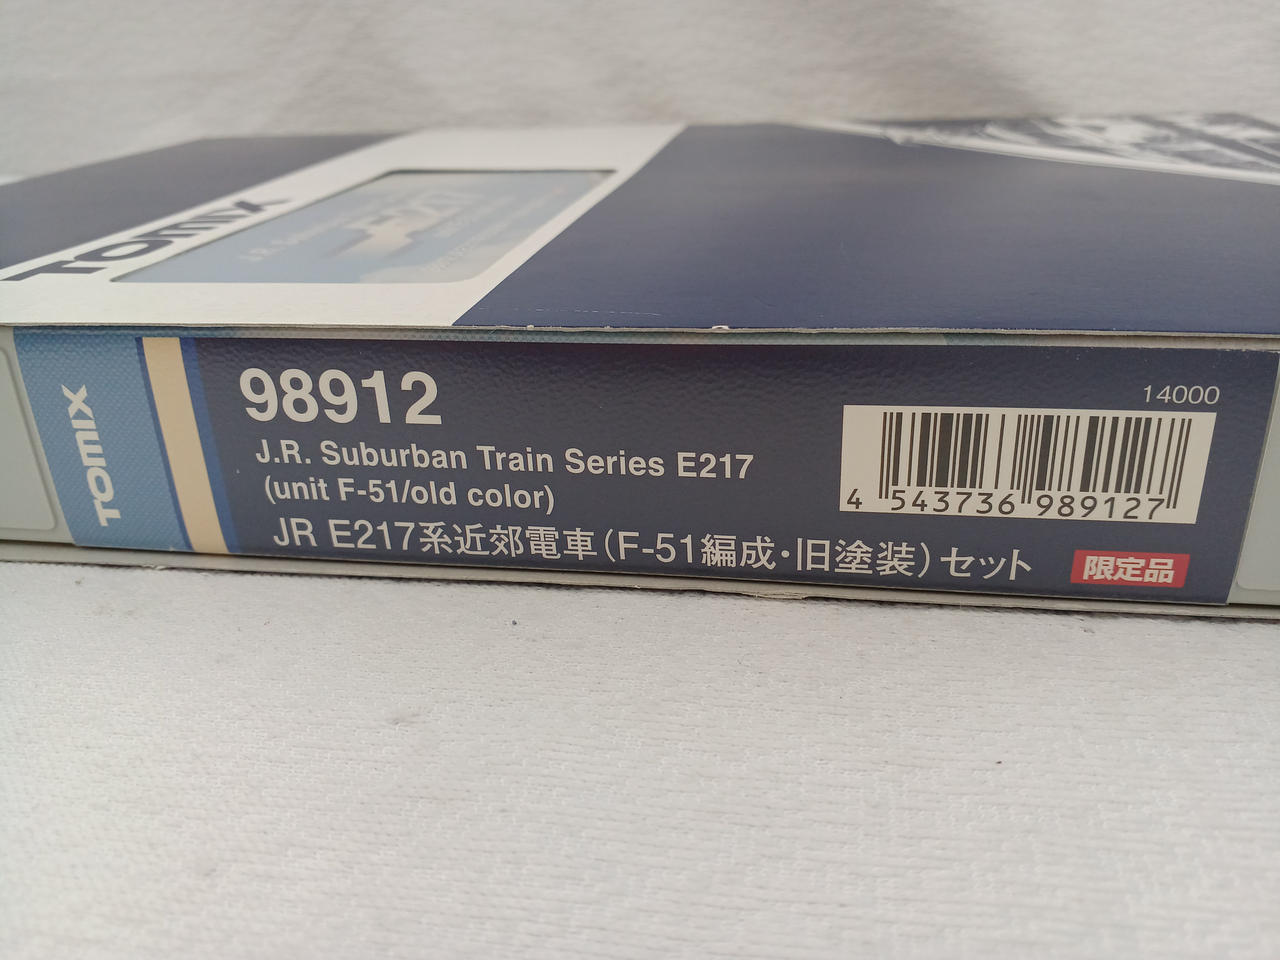 TOMIX
TOMIX
98912
J.R. Suburban Train Series E217
(unit F-51/old color)
JR E217系近郊電車(F-51編成・旧塗装)セット
限定品
14000
4 543736 989127